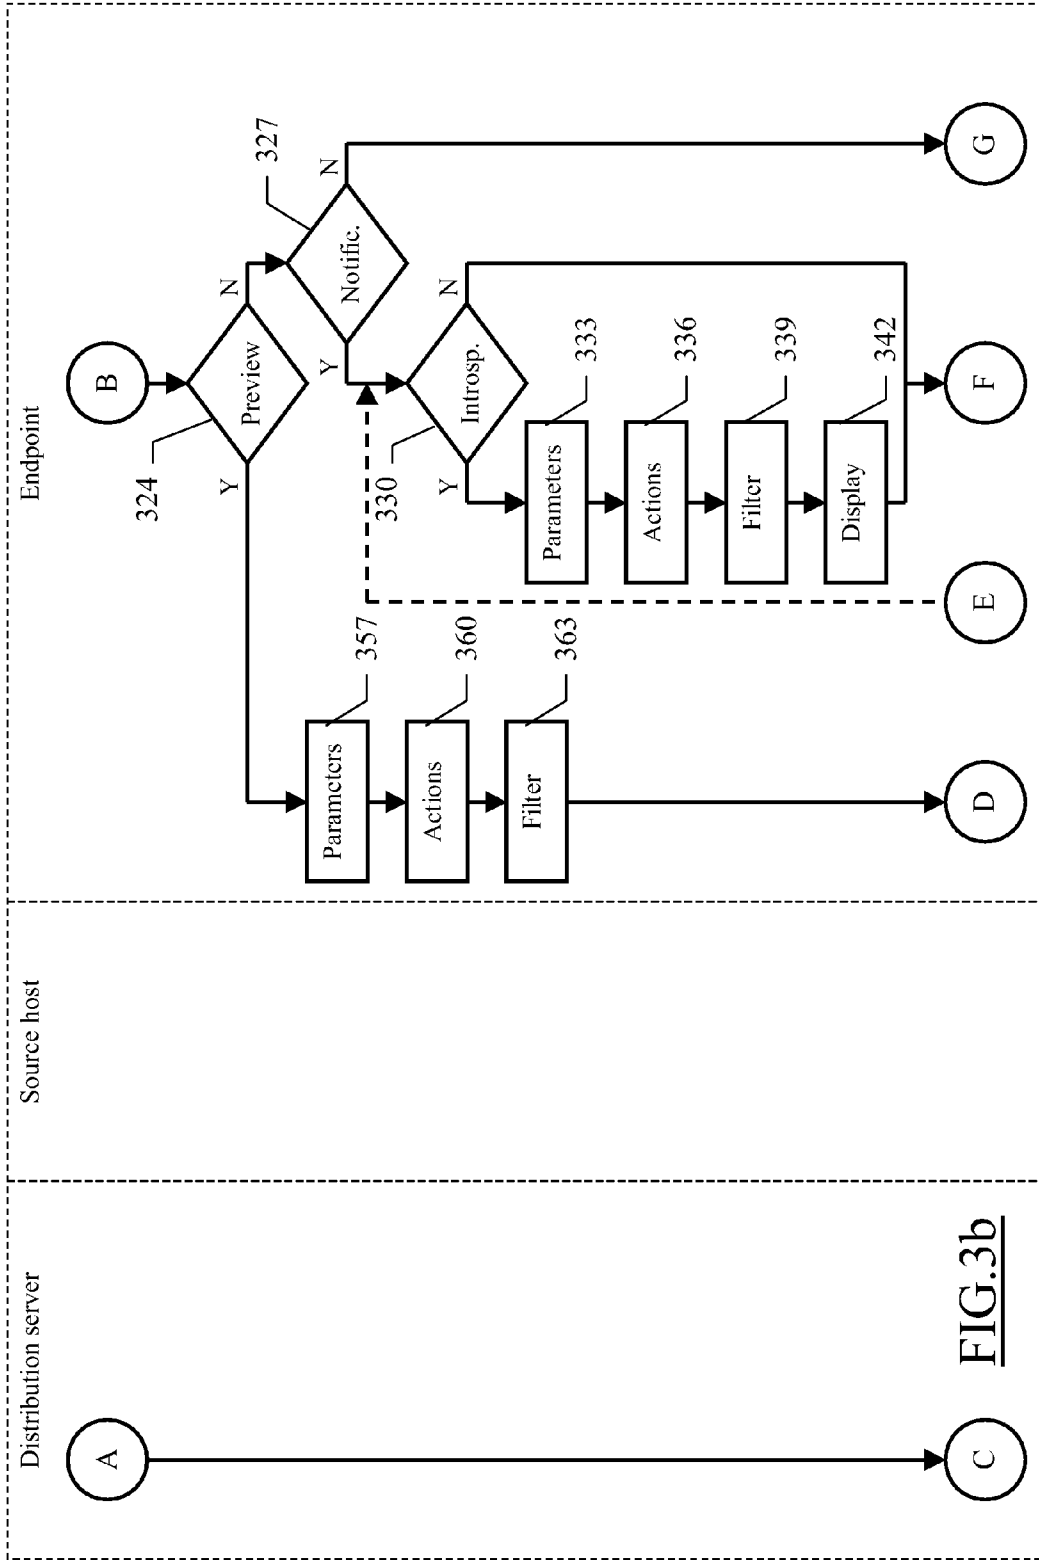 Distribution server
Source host
Endpoint
A
B
324
Preview
Y
N
327
Notific.
Y
N
357
Parameters
330
Introsp.
Y
N
360
Actions
333
Parameters
363
Filter
336
Actions
339
Filter
342
Display
C
D
E
F
G
FIG.3b